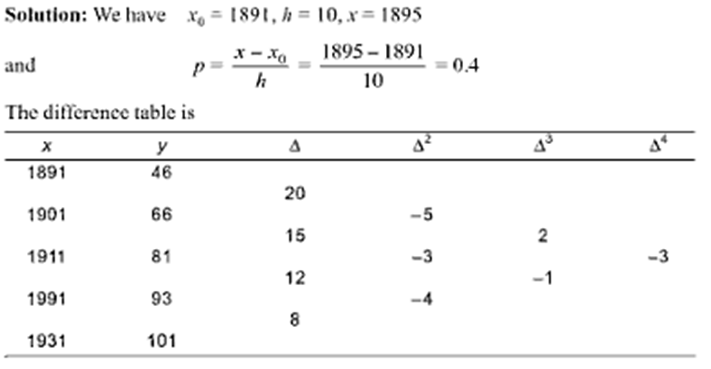 Solution: We have x₀ = 1891, h = 10, x = 1895
and p = (x − x₀)/h = (1895 − 1891)/10 = 0.4
The difference table is
x y Δ Δ² Δ³ Δ⁴
1891 46
20
1901 66 −5
15 2
1911 81 −3 −3
12 −1
1991 93 −4
8
1931 101